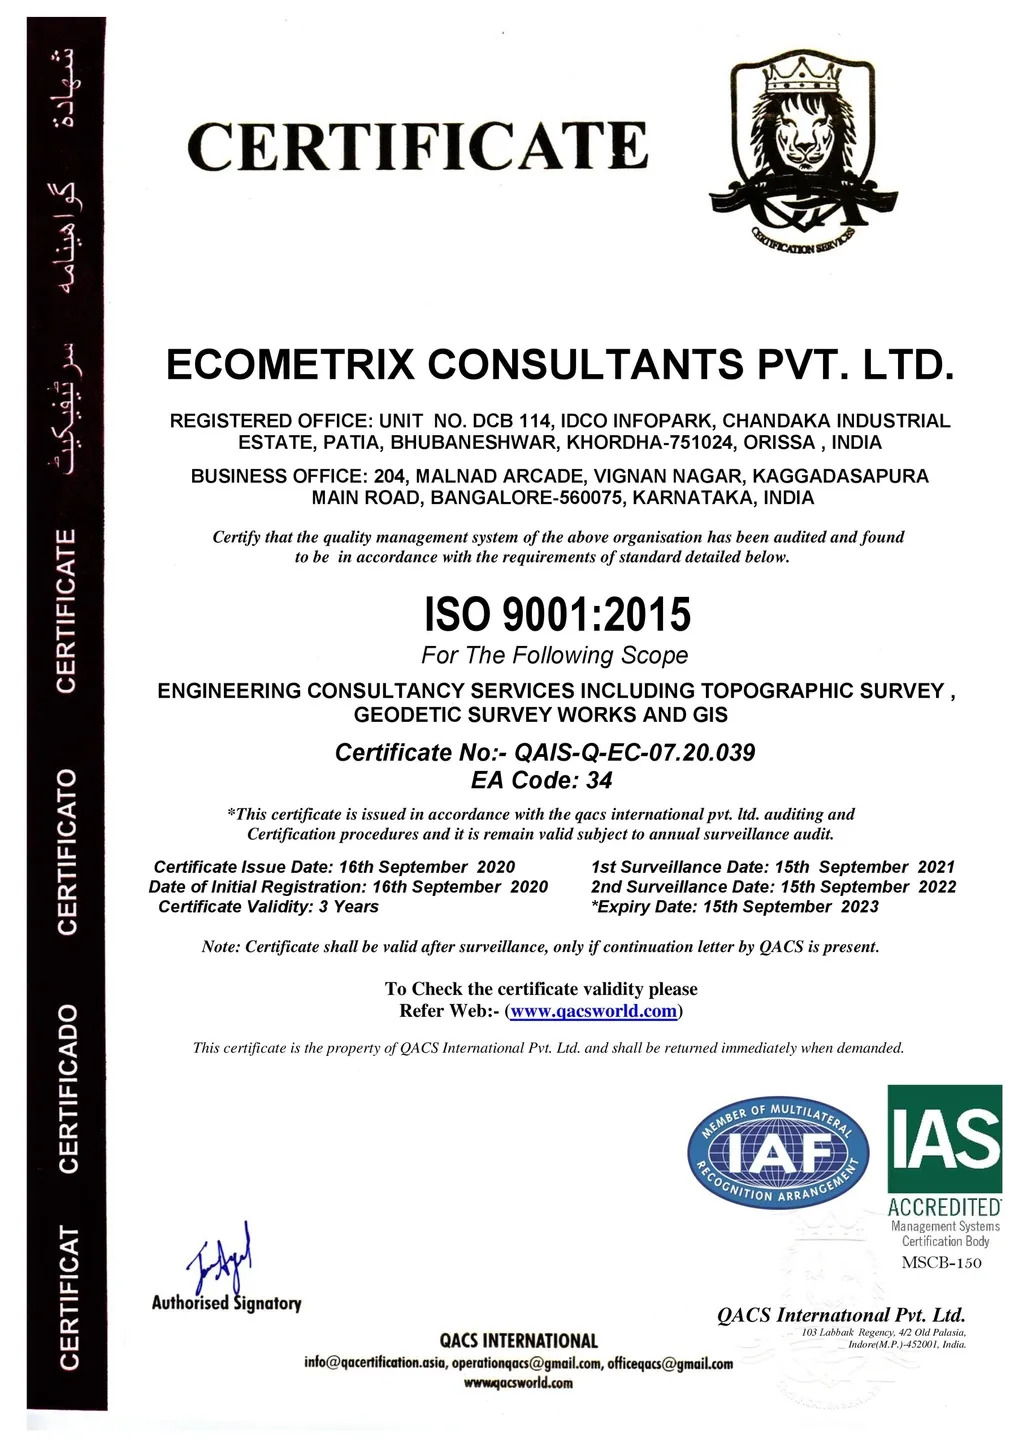 شهادة
گواهينامه
سرٹیفیکیٹ
CERTIFICATE
CERTIFICATO
CERTIFICADO
CERTIFICAT
CERTIFICATE
QA
CERTIFICATION SERVICES
ECOMETRIX CONSULTANTS PVT. LTD.
REGISTERED OFFICE: UNIT NO. DCB 114, IDCO INFOPARK, CHANDAKA INDUSTRIAL
ESTATE, PATIA, BHUBANESHWAR, KHORDHA-751024, ORISSA , INDIA
BUSINESS OFFICE: 204, MALNAD ARCADE, VIGNAN NAGAR, KAGGADASAPURA
MAIN ROAD, BANGALORE-560075, KARNATAKA, INDIA
Certify that the quality management system of the above organisation has been audited and found
to be in accordance with the requirements of standard detailed below.
ISO 9001:2015
For The Following Scope
ENGINEERING CONSULTANCY SERVICES INCLUDING TOPOGRAPHIC SURVEY ,
GEODETIC SURVEY WORKS AND GIS
Certificate No:- QAIS-Q-EC-07.20.039
EA Code: 34
*This certificate is issued in accordance with the qacs international pvt. ltd. auditing and
Certification procedures and it is remain valid subject to annual surveillance audit.
Certificate Issue Date: 16th September 2020 1st Surveillance Date: 15th September 2021
Date of Initial Registration: 16th September 2020 2nd Surveillance Date: 15th September 2022
Certificate Validity: 3 Years *Expiry Date: 15th September 2023
Note: Certificate shall be valid after surveillance, only if continuation letter by QACS is present.
To Check the certificate validity please
Refer Web:- (www.qacsworld.com)
This certificate is the property of QACS International Pvt. Ltd. and shall be returned immediately when demanded.
MEMBER OF MULTILATERAL
IAF
RECOGNITION ARRANGEMENT
IAS
ACCREDITED
Management Systems
Certification Body
MSCB-150
Authorised Signatory
QACS International Pvt. Ltd.
103 Labbaik Regency, 4/2 Old Palasia,
Indore(M.P.)-452001, India.
QACS INTERNATIONAL
info@qacertification.asia, operationqacs@gmail.com, officeqacs@gmail.com
www.qacsworld.com